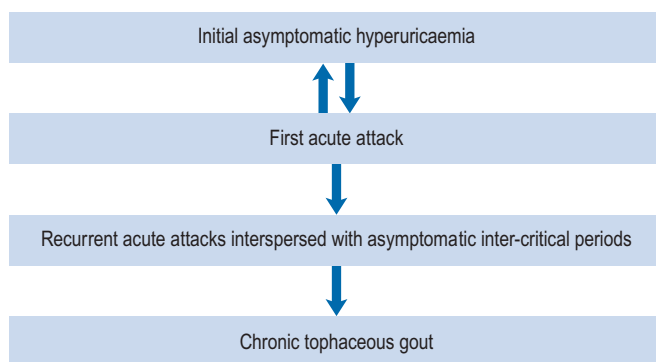 Initial asymptomatic hyperuricaemia
First acute attack
Recurrent acute attacks interspersed with asymptomatic inter-critical periods
Chronic tophaceous gout